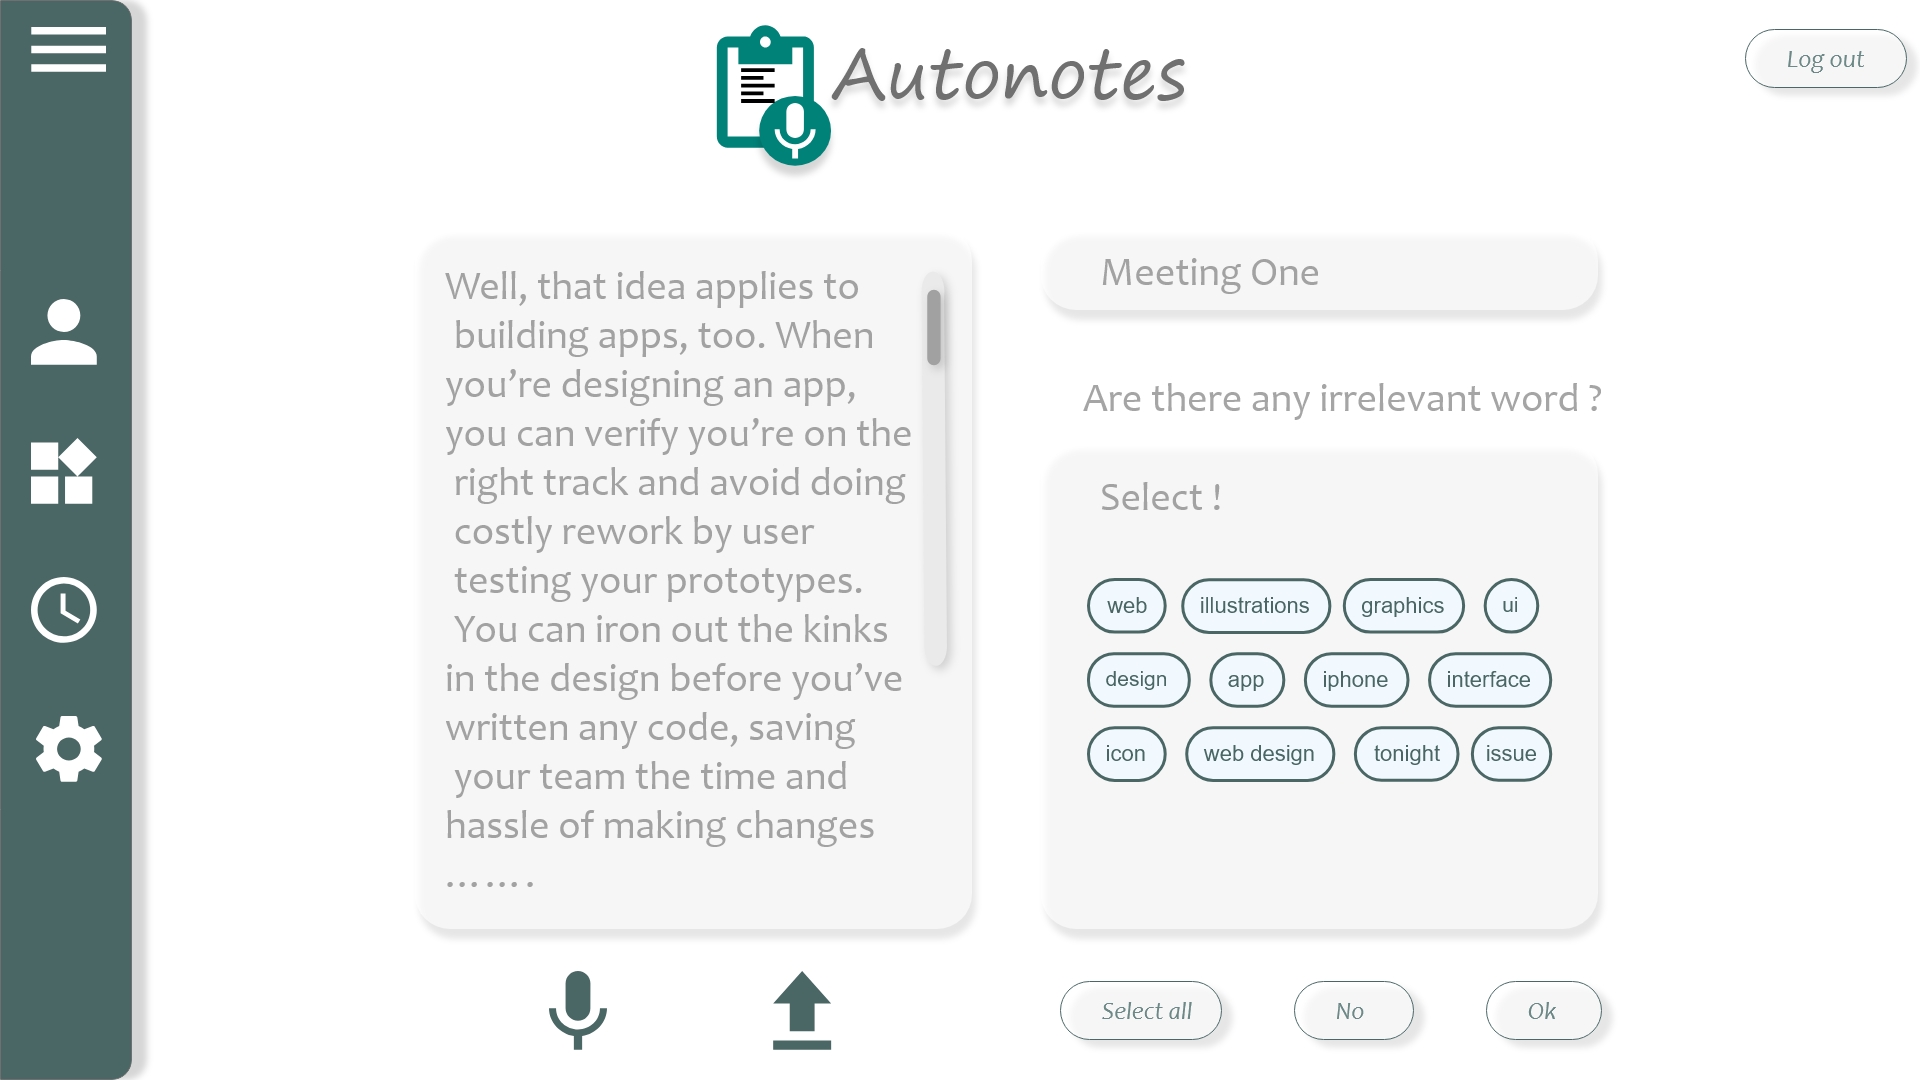 Autonotes
Log out
Well, that idea applies to
building apps, too. When
you’re designing an app,
you can verify you’re on the
right track and avoid doing
costly rework by user
testing your prototypes.
You can iron out the kinks
in the design before you’ve
written any code, saving
your team the time and
hassle of making changes
…….
Meeting One
Are there any irrelevant word ?
Select !
web illustrations graphics ui
design app iphone interface
icon web design tonight issue
Select all No Ok